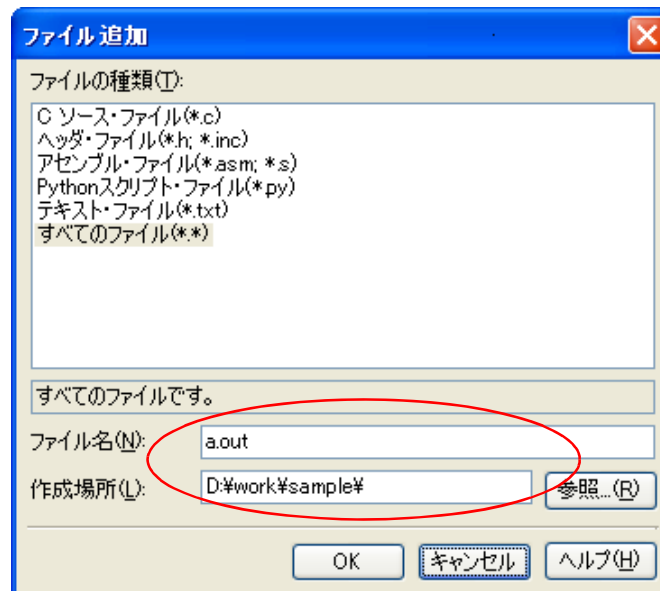 ファイル 追加
ファイルの種類(T):
C ソース・ファイル(*.c)
ヘッダ・ファイル(*.h; *.inc)
アセンブル・ファイル(*.asm; *.s)
Pythonスクリプト・ファイル(*.py)
テキスト・ファイル(*.txt)
すべてのファイル(*.*)
すべてのファイルです。
ファイル名(N): a.out
作成場所(L): D:¥work¥sample¥ 参照...(R)
OK キャンセル ヘルプ(H)